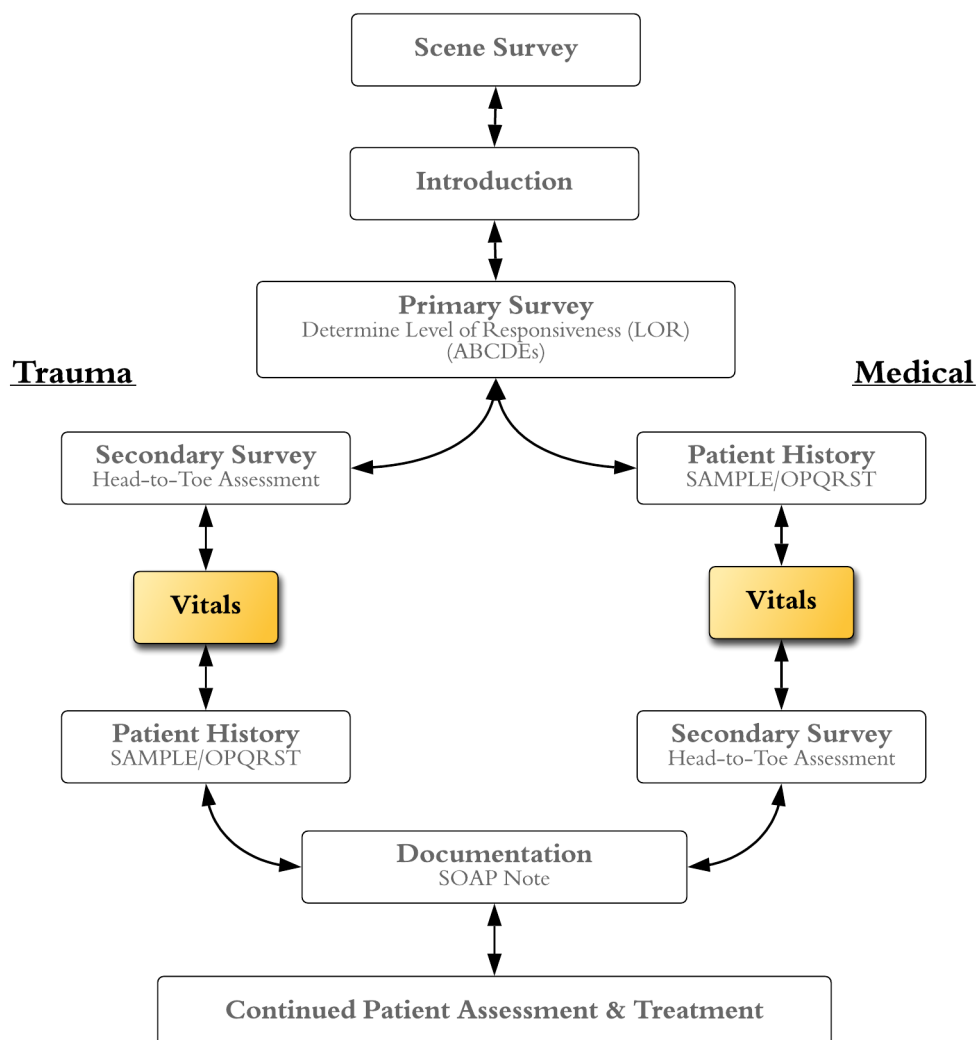 Scene Survey
Introduction
Primary Survey
Determine Level of Responsiveness (LOR)
(ABCDEs)
Trauma
Medical
Secondary Survey
Head-to-Toe Assessment
Vitals
Patient History
SAMPLE/OPQRST
Patient History
SAMPLE/OPQRST
Vitals
Secondary Survey
Head-to-Toe Assessment
Documentation
SOAP Note
Continued Patient Assessment & Treatment